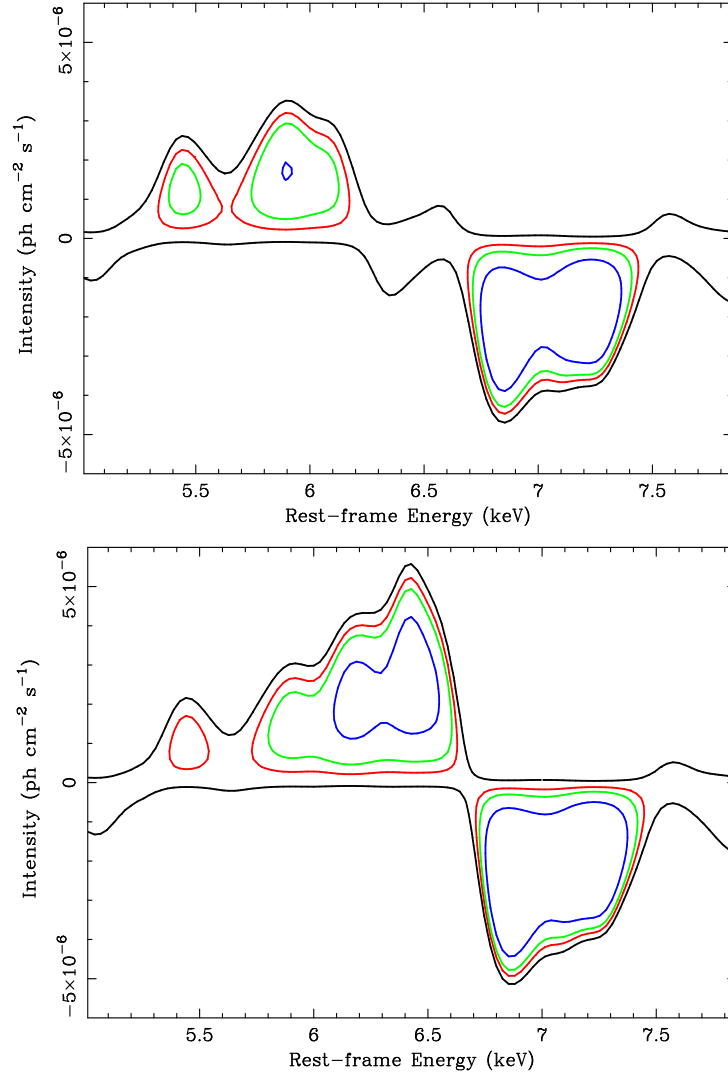 5×10⁻⁶
0
−5×10⁻⁶
Intensity (ph cm⁻² s⁻¹)
5.5 6 6.5 7 7.5
Rest−frame Energy (keV)
5×10⁻⁶
0
−5×10⁻⁶
Intensity (ph cm⁻² s⁻¹)
5.5 6 6.5 7 7.5
Rest−frame Energy (keV)